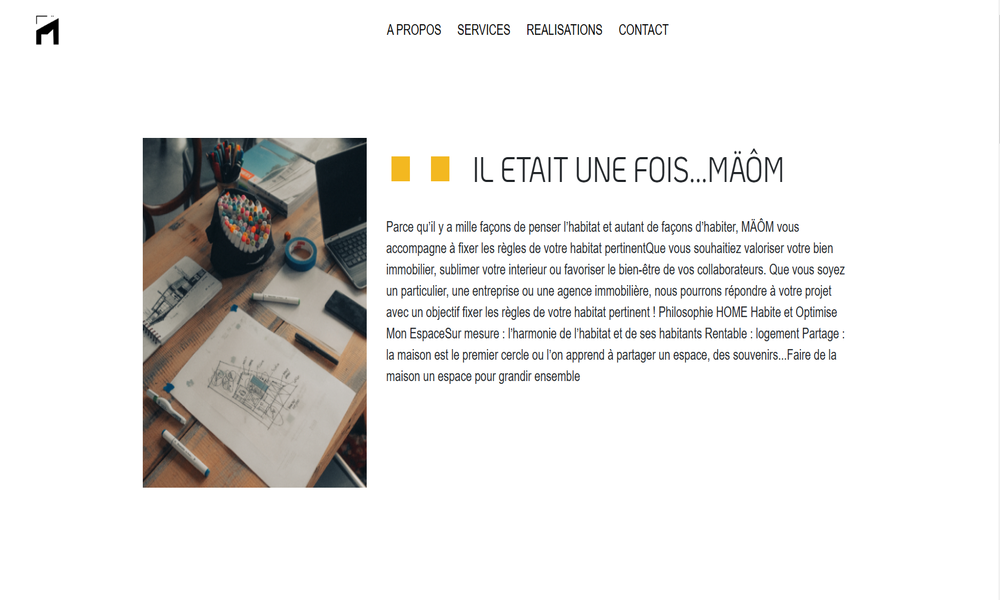 A PROPOS SERVICES REALISATIONS CONTACT
IL ETAIT UNE FOIS...MÄÔM
Parce qu’il y a mille façons de penser l’habitat et autant de façons d’habiter, MÄÔM vous
accompagne à fixer les règles de votre habitat pertinentQue vous souhaitiez valoriser votre bien
immobilier, sublimer votre interieur ou favoriser le bien-être de vos collaborateurs. Que vous soyez
un particulier, une entreprise ou une agence immobilière, nous pourrons répondre à votre projet
avec un objectif fixer les règles de votre habitat pertinent ! Philosophie HOME Habite et Optimise
Mon EspaceSur mesure : l’harmonie de l’habitat et de ses habitants Rentable : logement Partage :
la maison est le premier cercle ou l’on apprend à partager un espace, des souvenirs...Faire de la
maison un espace pour grandir ensemble